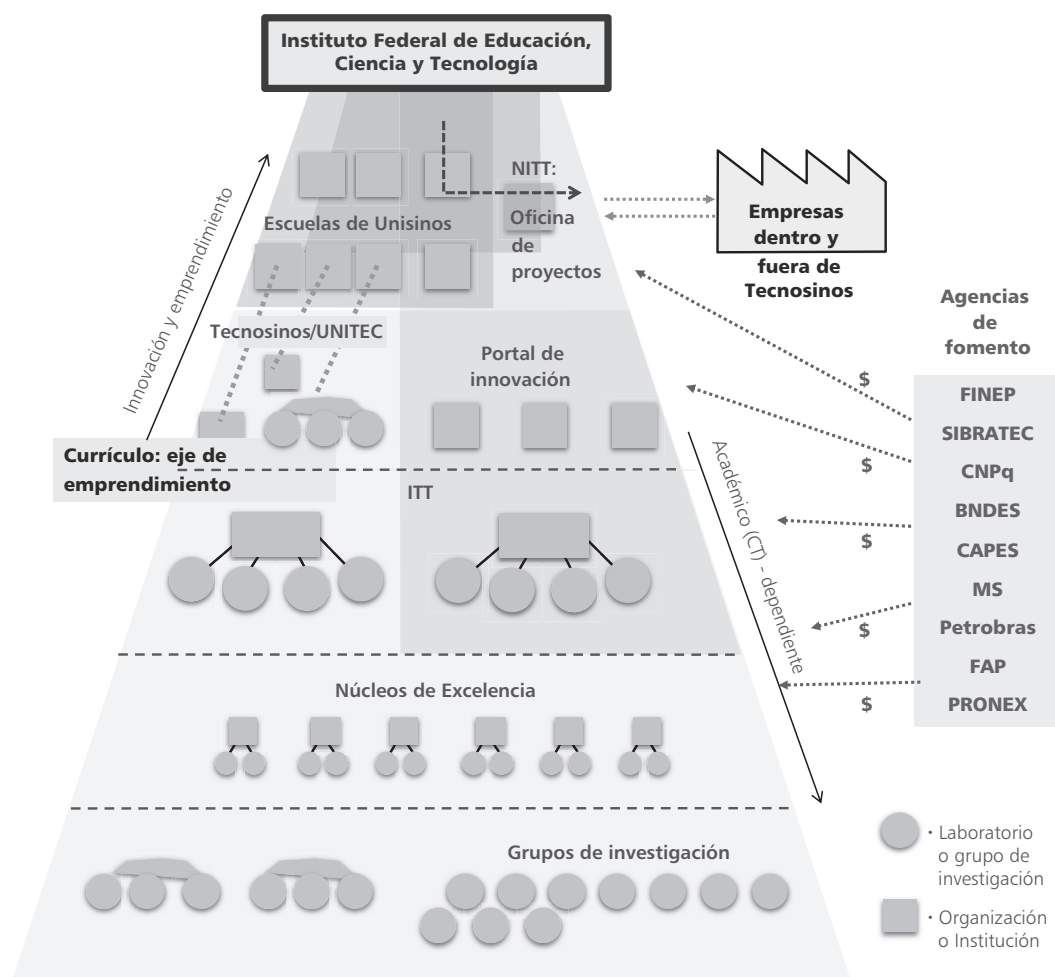 Instituto Federal de Educación,
Ciencia y Tecnología
Innovación y emprendimiento
Escuelas de Unisinos
NITT:
Oficina
de
proyectos
Empresas
dentro y
fuera de
Tecnosinos
Tecnosinos/UNITEC
Portal de
innovación
Currículo: eje de
emprendimiento
ITT
Académico (CT) - dependiente
Agencias
de
fomento
$
FINEP
SIBRATEC
$
CNPq
BNDES
$
CAPES
MS
$
Petrobras
FAP
$
PRONEX
Núcleos de Excelencia
Grupos de investigación
· Laboratorio
o grupo de
investigación
· Organización
o Institución